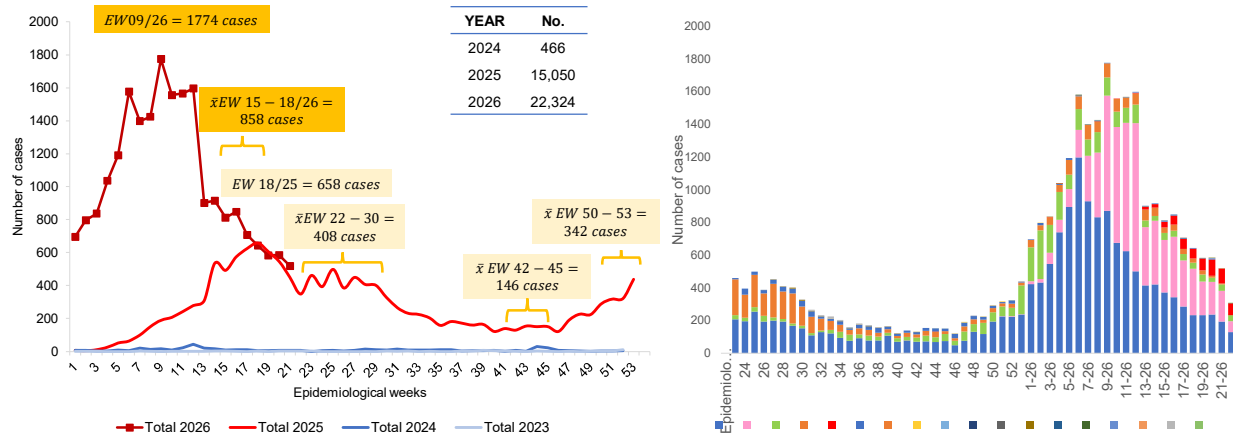 2000
1800
1600
1400
1200
1000
800
600
400
200
0
Number of cases
EW09/26 = 1774 cases
x̄EW 15 − 18/26 =
858 cases
EW 18/25 = 658 cases
x̄EW 22 − 30 =
408 cases
x̄ EW 42 − 45 =
146 cases
x̄ EW 50 − 53 =
342 cases
YEAR No.
2024 466
2025 15,050
2026 22,324
1 3 5 7 9 11 13 15 17 19 21 23 25 27 29 31 33 35 37 39 41 43 45 47 49 51 53
Epidemiological weeks
Total 2026 Total 2025 Total 2024 Total 2023
2000
1800
1600
1400
1200
1000
800
600
400
200
0
Number of cases
Epidemiolo... 24 26 28 30 32 34 36 38 40 42 44 46 48 50 52 1-26 3-26 5-26 7-26 9-26 11-26 13-26 15-26 17-26 19-26 21-26